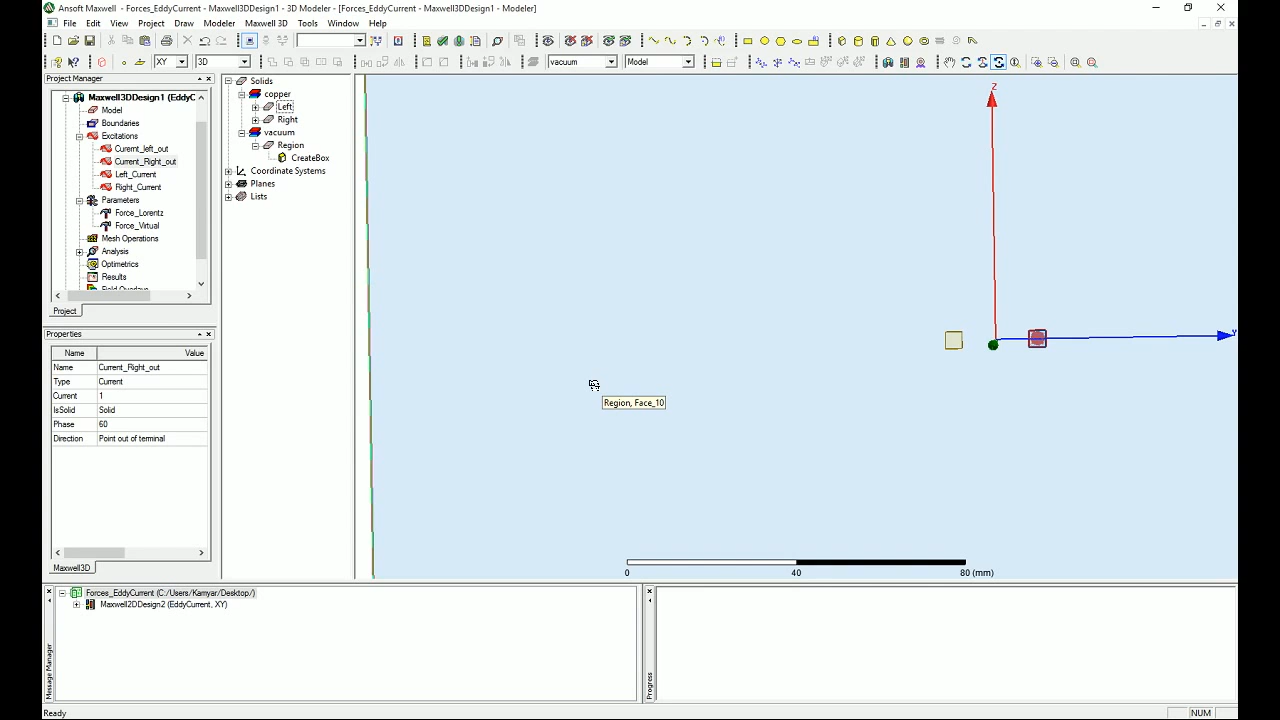 Ansoft Maxwell - Forces_EddyCurrent - Maxwell3DDesign1 - 3D Modeler - [Forces_EddyCurrent - Maxwell3DDesign1 - Modeler]
File Edit View Project Draw Modeler Maxwell 3D Tools Window Help
XY 3D vacuum Model
Project Manager
Maxwell3DDesign1 (EddyC
Model
Boundaries
Excitations
Curernt_left_out
Current_Right_out
Left_Current
Right_Current
Parameters
Force_Lorentz
Force_Virtual
Mesh Operations
Analysis
Optimetrics
Results
Field Overlays
Project
Solids
copper
Left
Right
vacuum
Region
CreateBox
Coordinate Systems
Planes
Lists
Properties
Name Value
Name Current_Right_out
Type Current
Current 1
IsSolid Solid
Phase 60
Direction Point out of terminal
Maxwell3D
Z
Y
Region, Face_10
0 40 80 (mm)
Message Manager
Forces_EddyCurrent (C:/Users/Kamyar/Desktop/)
Maxwell2DDesign2 (EddyCurrent, XY)
Progress
Ready
NUM